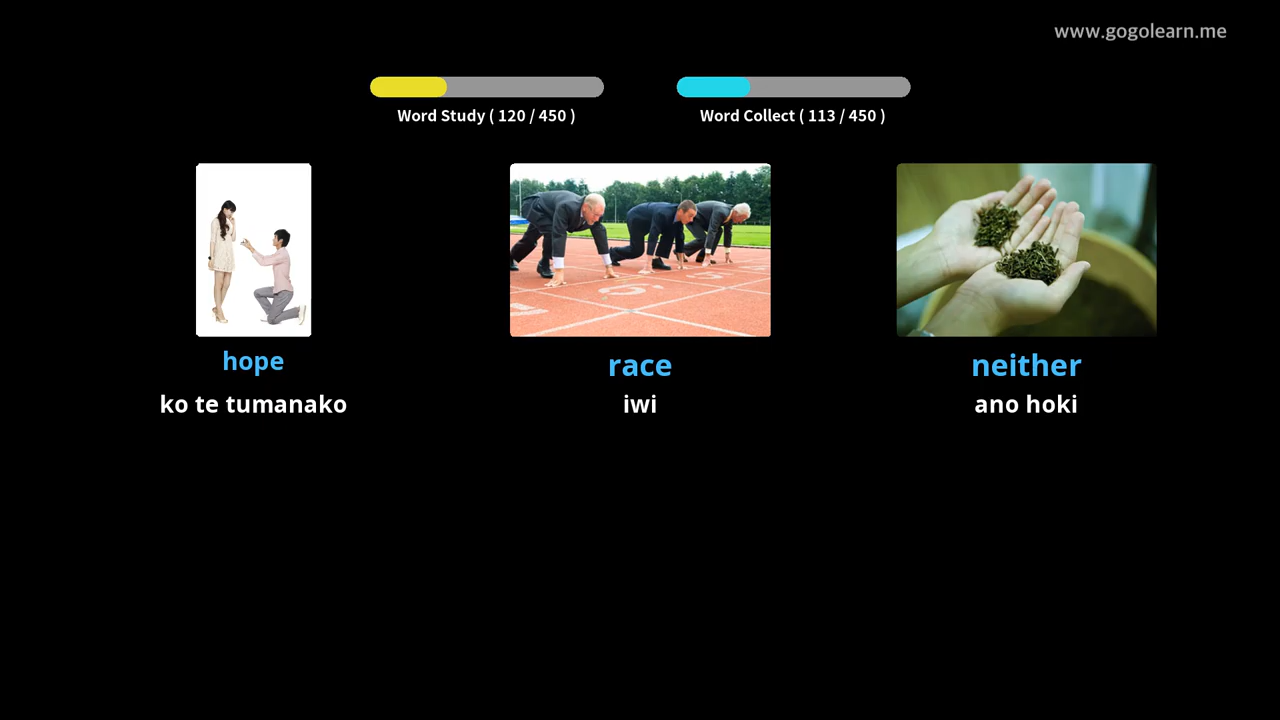 www.gogolearn.me
Word Study ( 120 / 450 )
Word Collect ( 113 / 450 )
hope
race
neither
ko te tumanako
iwi
ano hoki